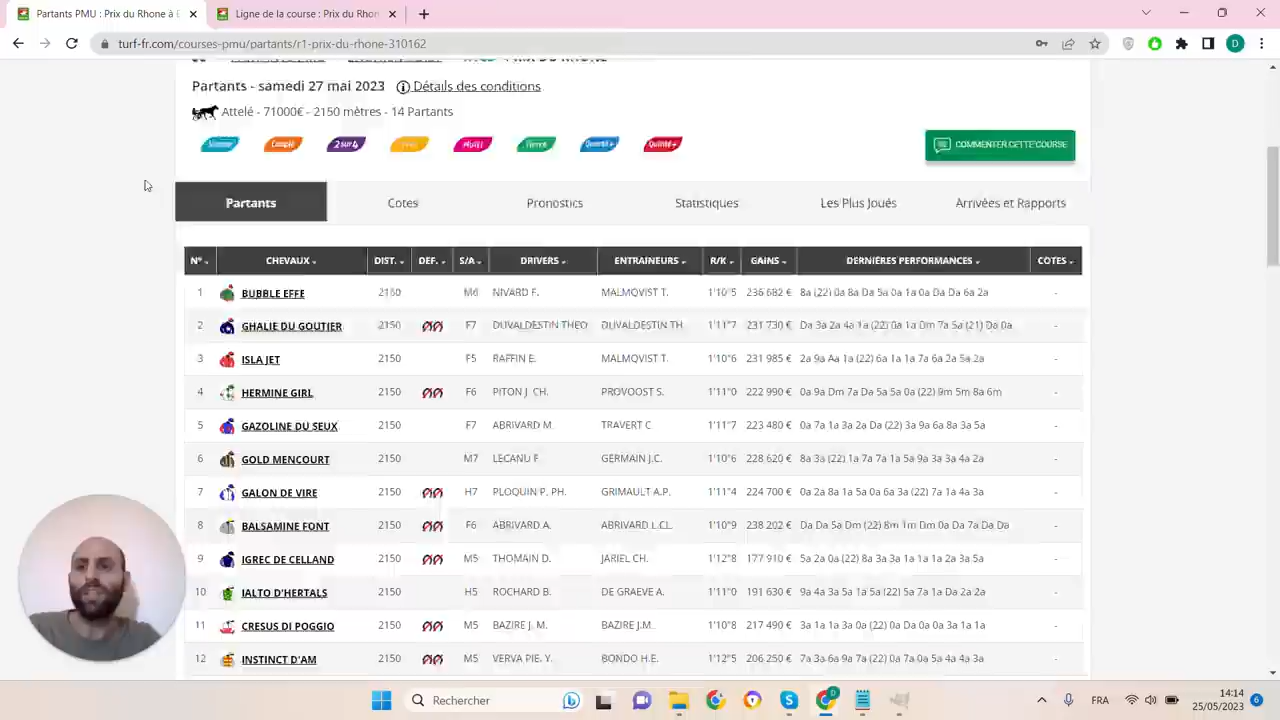 Partants PMU : Prix du Rhône à E
Ligne de course : Prix du Rhône
turf-fr.com/courses-pmu/partants/r1-prix-du-rhone-310162
Partants - samedi 27 mai 2023 Détails des conditions
Attelé - 71000€ - 2150 mètres - 14 Partants
2 sur 4 Multi Tiercé Quarté+ Quinté+
COMMENTER CETTE COURSE
Partants Cotes Pronostics Statistiques Les Plus Joués Arrivées et Rapports
N° CHEVAUX DIST. DEF. S/A DRIVERS ENTRAINEURS R/K GAINS DERNIÈRES PERFORMANCES COTES
1 BUBBLE EFFE 2150 M6 NIVARD F. MALMQVIST T. 1'10"5 236 682 € 8a (22) 0a 8a Da 5a 0a 1a 0a Da Da 6a 2a -
2 GHALIE DU GOUTIER 2150 F7 DUVALDESTIN THEO DUVALDESTIN TH. 1'11"7 231 730 € Da 3a 2a 4a 1a (22) 0a 1a Dm 7a 5a (21) Da 0a -
3 ISLA JET 2150 F5 RAFFIN E. MALMQVIST T. 1'10"6 231 985 € 2a 9a Aa 1a (22) 6a 1a 1a 7a 6a 2a 5a 2a -
4 HERMINE GIRL 2150 F6 PITON J. CH. PROVOOST S. 1'11"0 222 990 € 0a 9a Dm 7a Da 5a 5a 0a (22) 9m 5m 8a 6m -
5 GAZOLINE DU SEUX 2150 F7 ABRIVARD M. TRAVERT C. 1'11"7 223 480 € 0a 7a 1a 3a 2a Da (22) 3a 9a 6a 8a 3a 5a -
6 GOLD MENCOURT 2150 M7 LECANU F. GERMAIN J.C. 1'10"6 228 620 € 8a 3a (22) 1a 7a 7a 1a 5a 9a 3a 3a 4a 2a -
7 GALON DE VIRE 2150 H7 PLOQUIN P. PH. GRIMAULT A.P. 1'11"4 224 700 € 0a 2a 8a 1a 5a 0a 6a 3a (22) 7a 1a 4a 3a -
8 BALSAMINE FONT 2150 F6 ABRIVARD A. ABRIVARD L.CL. 1'10"9 238 202 € Da Da 5a Dm (22) 8m 1m Dm 0a Da 7a Da Da -
9 IGREC DE CELLAND 2150 M5 THOMAIN D. JARIEL CH. 1'12"8 177 910 € 5a 2a 0a (22) 8a 3a 3a 1a 1a 1a 2a 3a 5a -
10 IALTO D'HERTALS 2150 H5 ROCHARD B. DE GRAEVE A. 1'11"0 191 630 € 9a 4a 3a 5a 1a 5a (22) 5a 7a 1a Da 2a 2a -
11 CRESUS DI POGGIO 2150 M5 BAZIRE J. M. BAZIRE J.M. 1'10"8 217 490 € 3a 1a 1a 3a 0a (22) 0a Da 0a 0a 3a 1a 1a -
12 INSTINCT D'AM 2150 M5 VERVA PIE. Y. BONDO H.E. 1'12"5 206 250 € 7a 3a 6a 9a 7a (22) 0a 7a 0a 5a 4a 4a 3a -
Rechercher
FRA
14:14
25/05/2023